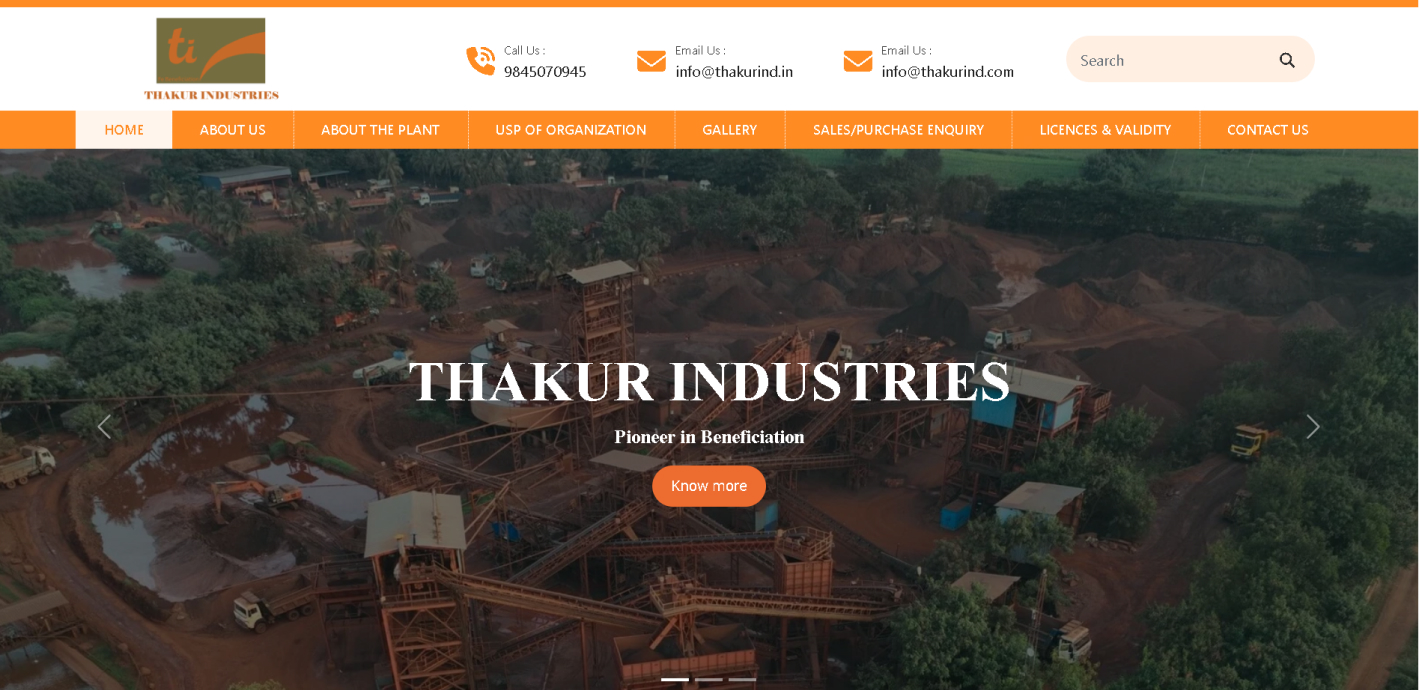 ti
THAKUR INDUSTRIES
Call Us :
9845070945
Email Us :
info@thakurind.in
Email Us :
info@thakurind.com
Search
HOME
ABOUT US
ABOUT THE PLANT
USP OF ORGANIZATION
GALLERY
SALES/PURCHASE ENQUIRY
LICENCES & VALIDITY
CONTACT US
THAKUR INDUSTRIES
Pioneer in Beneficiation
Know more